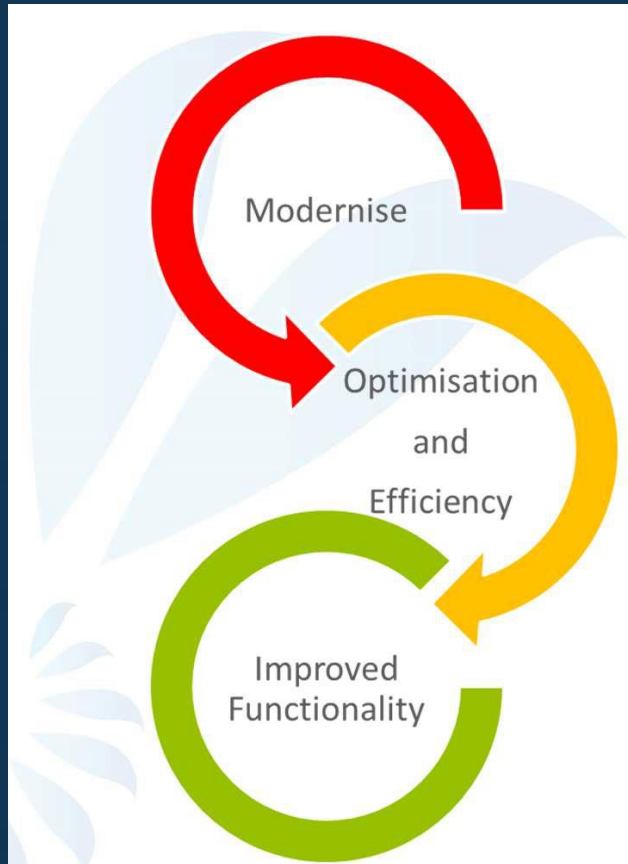 Modernise
Optimisation
and
Efficiency
Improved
Functionality